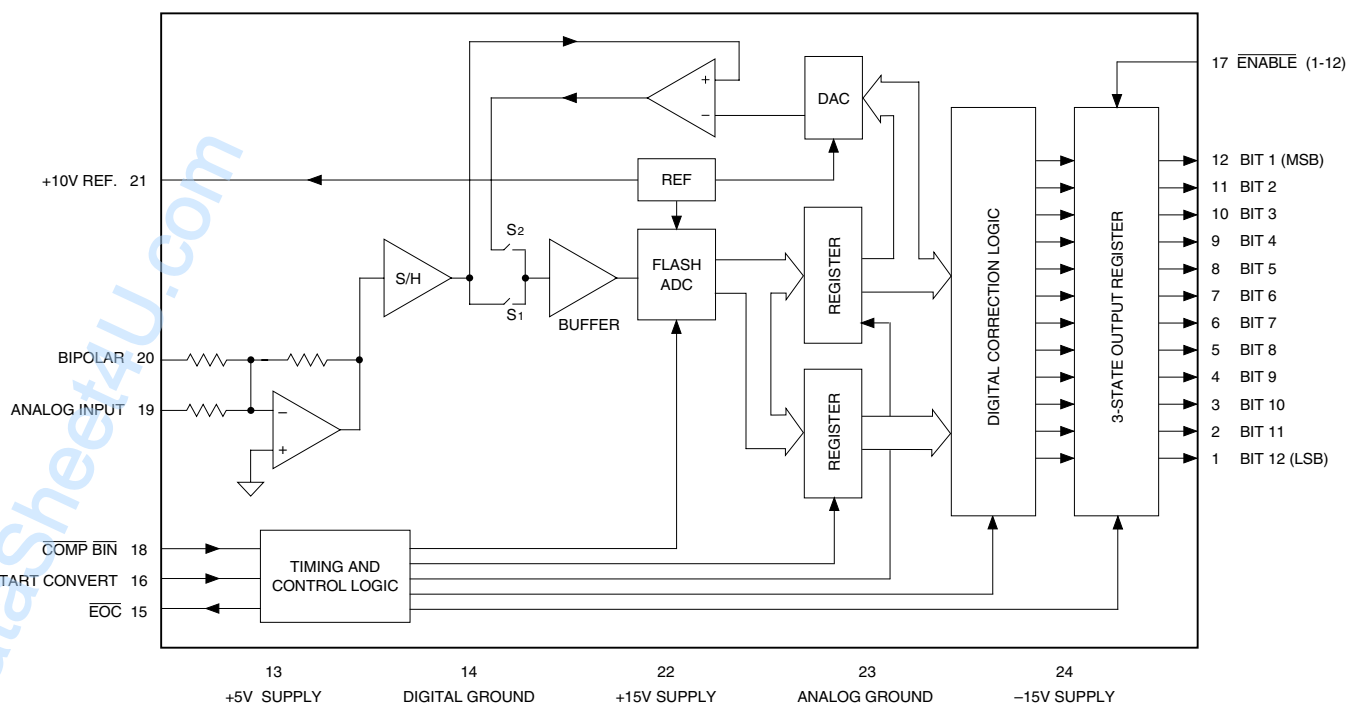 17 ENABLE (1-12)
DAC
+
−
12 BIT 1 (MSB)
+10V REF. 21
REF
11 BIT 2
10 BIT 3
S2
9 BIT 4
S/H
FLASH
ADC
REGISTER
DIGITAL CORRECTION LOGIC
3-STATE OUTPUT REGISTER
8 BIT 5
7 BIT 6
S1
BUFFER
6 BIT 7
BIPOLAR 20
5 BIT 8
4 BIT 9
ANALOG INPUT 19
−
+
REGISTER
3 BIT 10
2 BIT 11
1 BIT 12 (LSB)
COMP BIN 18
TART CONVERT 16
EOC 15
TIMING AND
CONTROL LOGIC
13
+5V SUPPLY
14
DIGITAL GROUND
22
+15V SUPPLY
23
ANALOG GROUND
24
−15V SUPPLY
ataSheet4U.com